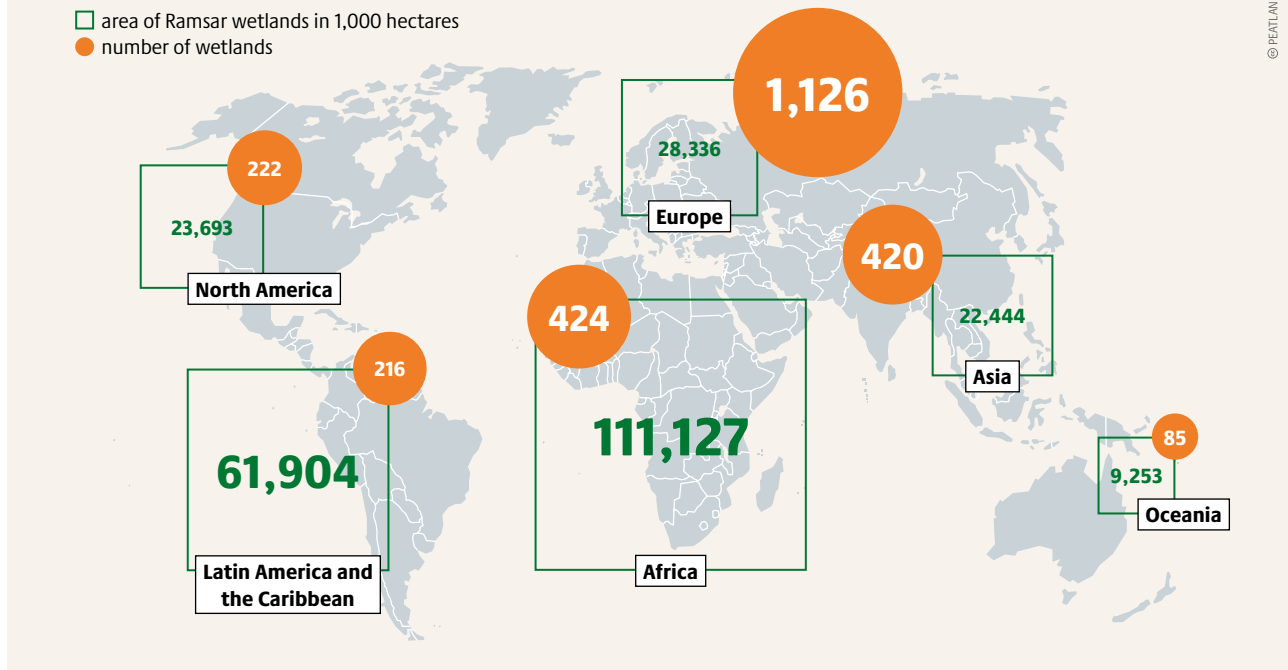 area of Ramsar wetlands in 1,000 hectares
number of wetlands
© PEATLAN
1,126
28,336
Europe
222
23,693
North America
420
22,444
Asia
424
111,127
Africa
216
61,904
Latin America and
the Caribbean
85
9,253
Oceania